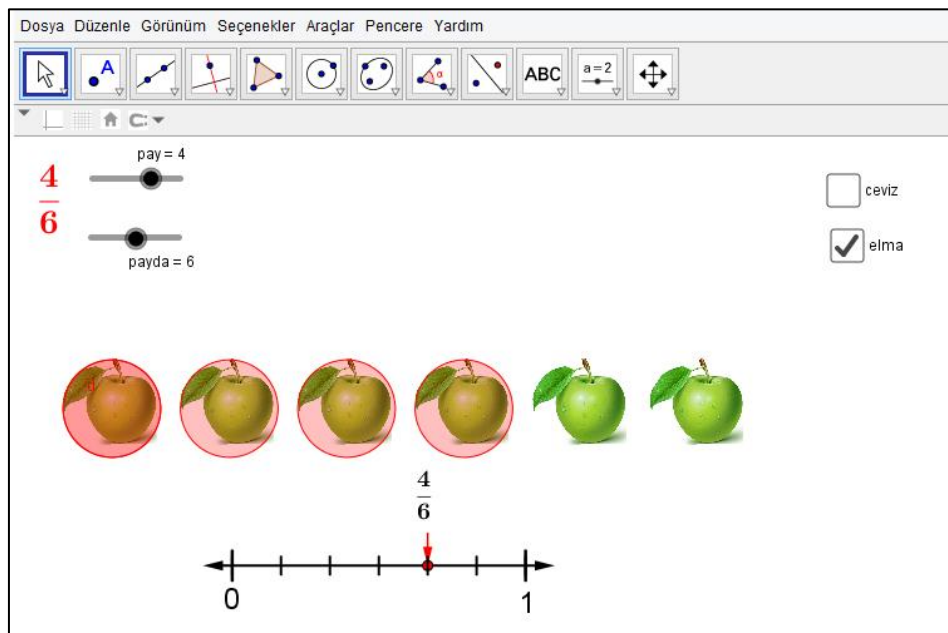 Dosya Düzenle Görünüm Seçenekler Araçlar Pencere Yardım
A
α
ABC
a=2
pay = 4
4
6
payda = 6
ceviz
elma
d
4
6
0
1